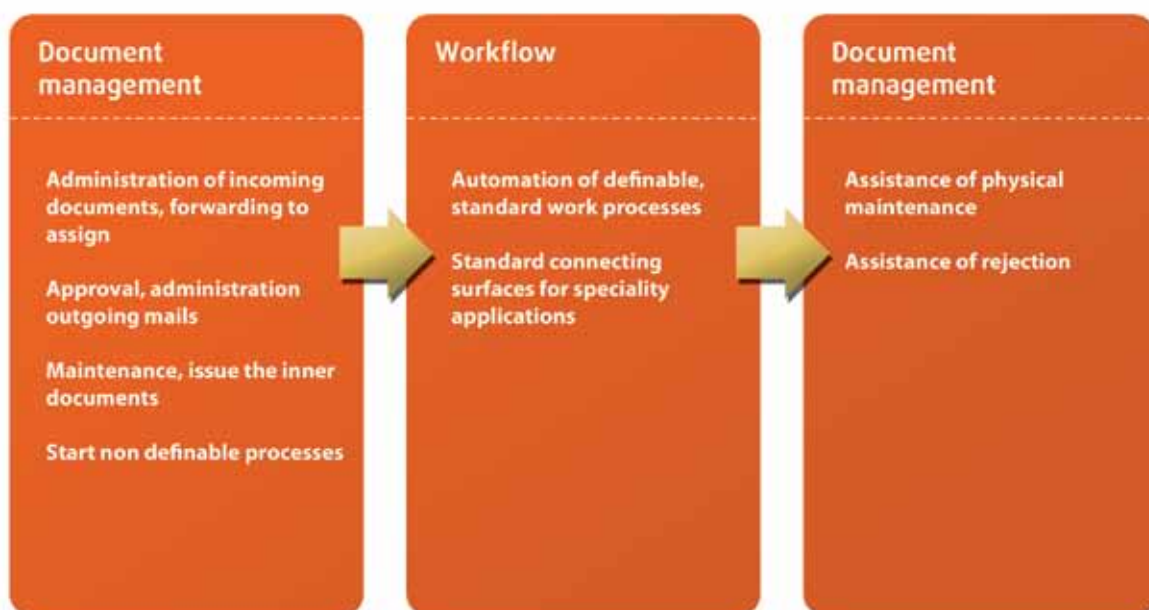 Document
management
Administration of incoming
documents, forwarding to
assign
Approval, administration
outgoing mails
Maintenance, issue the inner
documents
Start non definable processes
Workflow
Automation of definable,
standard work processes
Standard connecting
surfaces for speciality
applications
Document
management
Assistance of physical
maintenance
Assistance of rejection